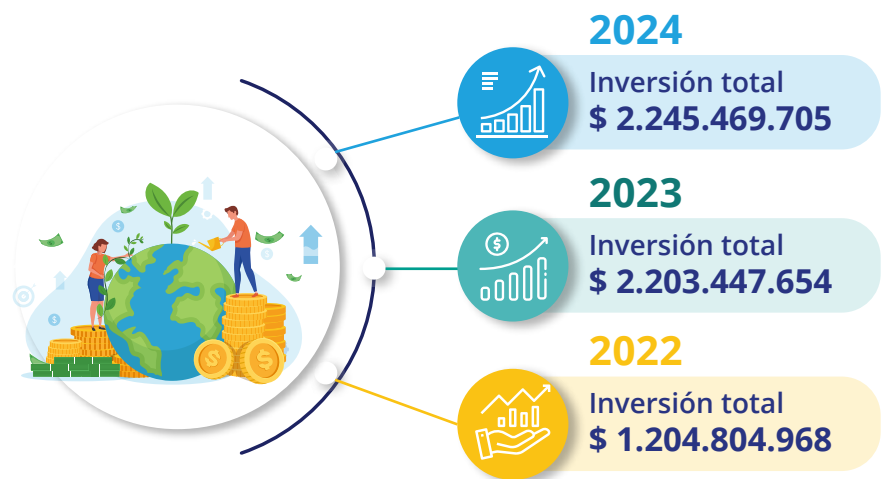 2024
Inversión total
$ 2.245.469.705
2023
Inversión total
$ 2.203.447.654
2022
Inversión total
$ 1.204.804.968